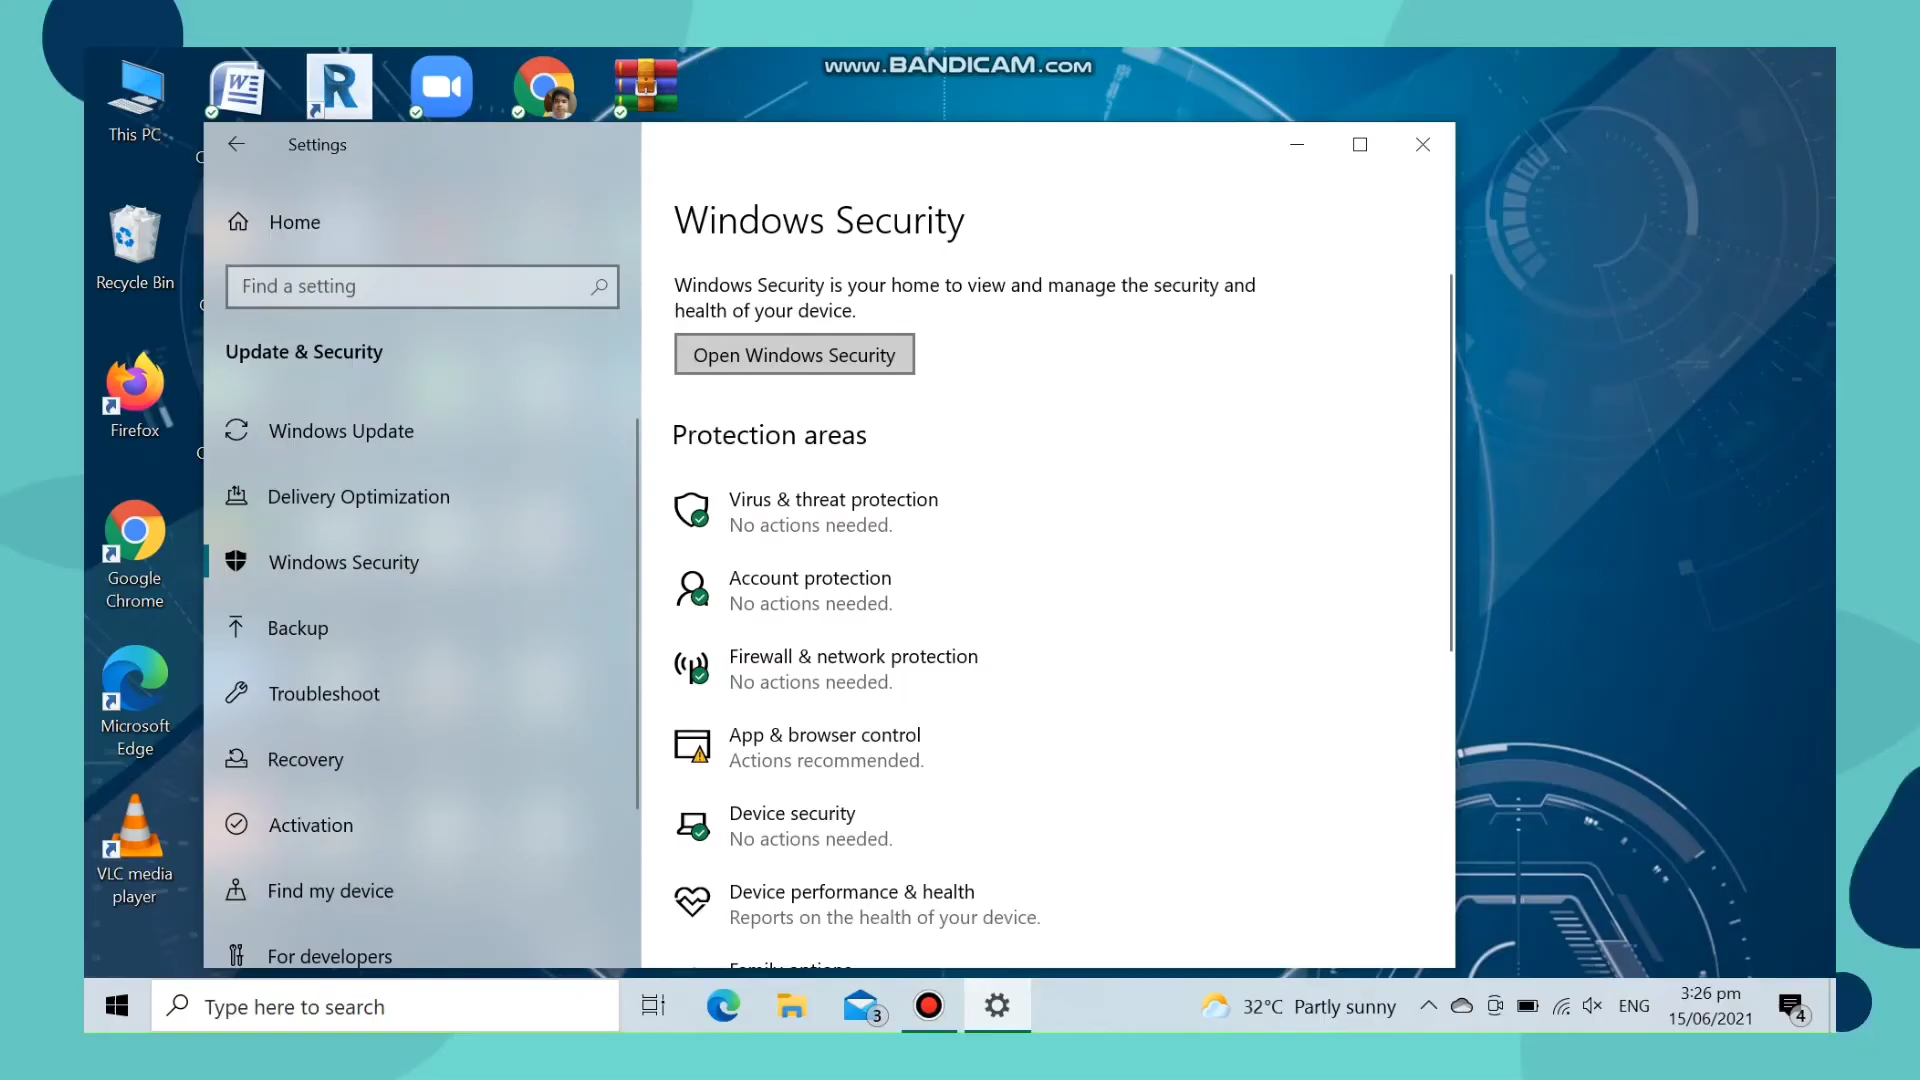 www.BANDICAM.com
This PC
Recycle Bin
Firefox
Google
Chrome
Microsoft
Edge
VLC media
player
Settings
Home
Find a setting
Update & Security
Windows Update
Delivery Optimization
Windows Security
Backup
Troubleshoot
Recovery
Activation
Find my device
For developers
Windows Security
Windows Security is your home to view and manage the security and
health of your device.
Open Windows Security
Protection areas
Virus & threat protection
No actions needed.
Account protection
No actions needed.
Firewall & network protection
No actions needed.
App & browser control
Actions recommended.
Device security
No actions needed.
Device performance & health
Reports on the health of your device.
Family options
Type here to search
3
32°C Partly sunny
ENG
3:26 pm
15/06/2021
4